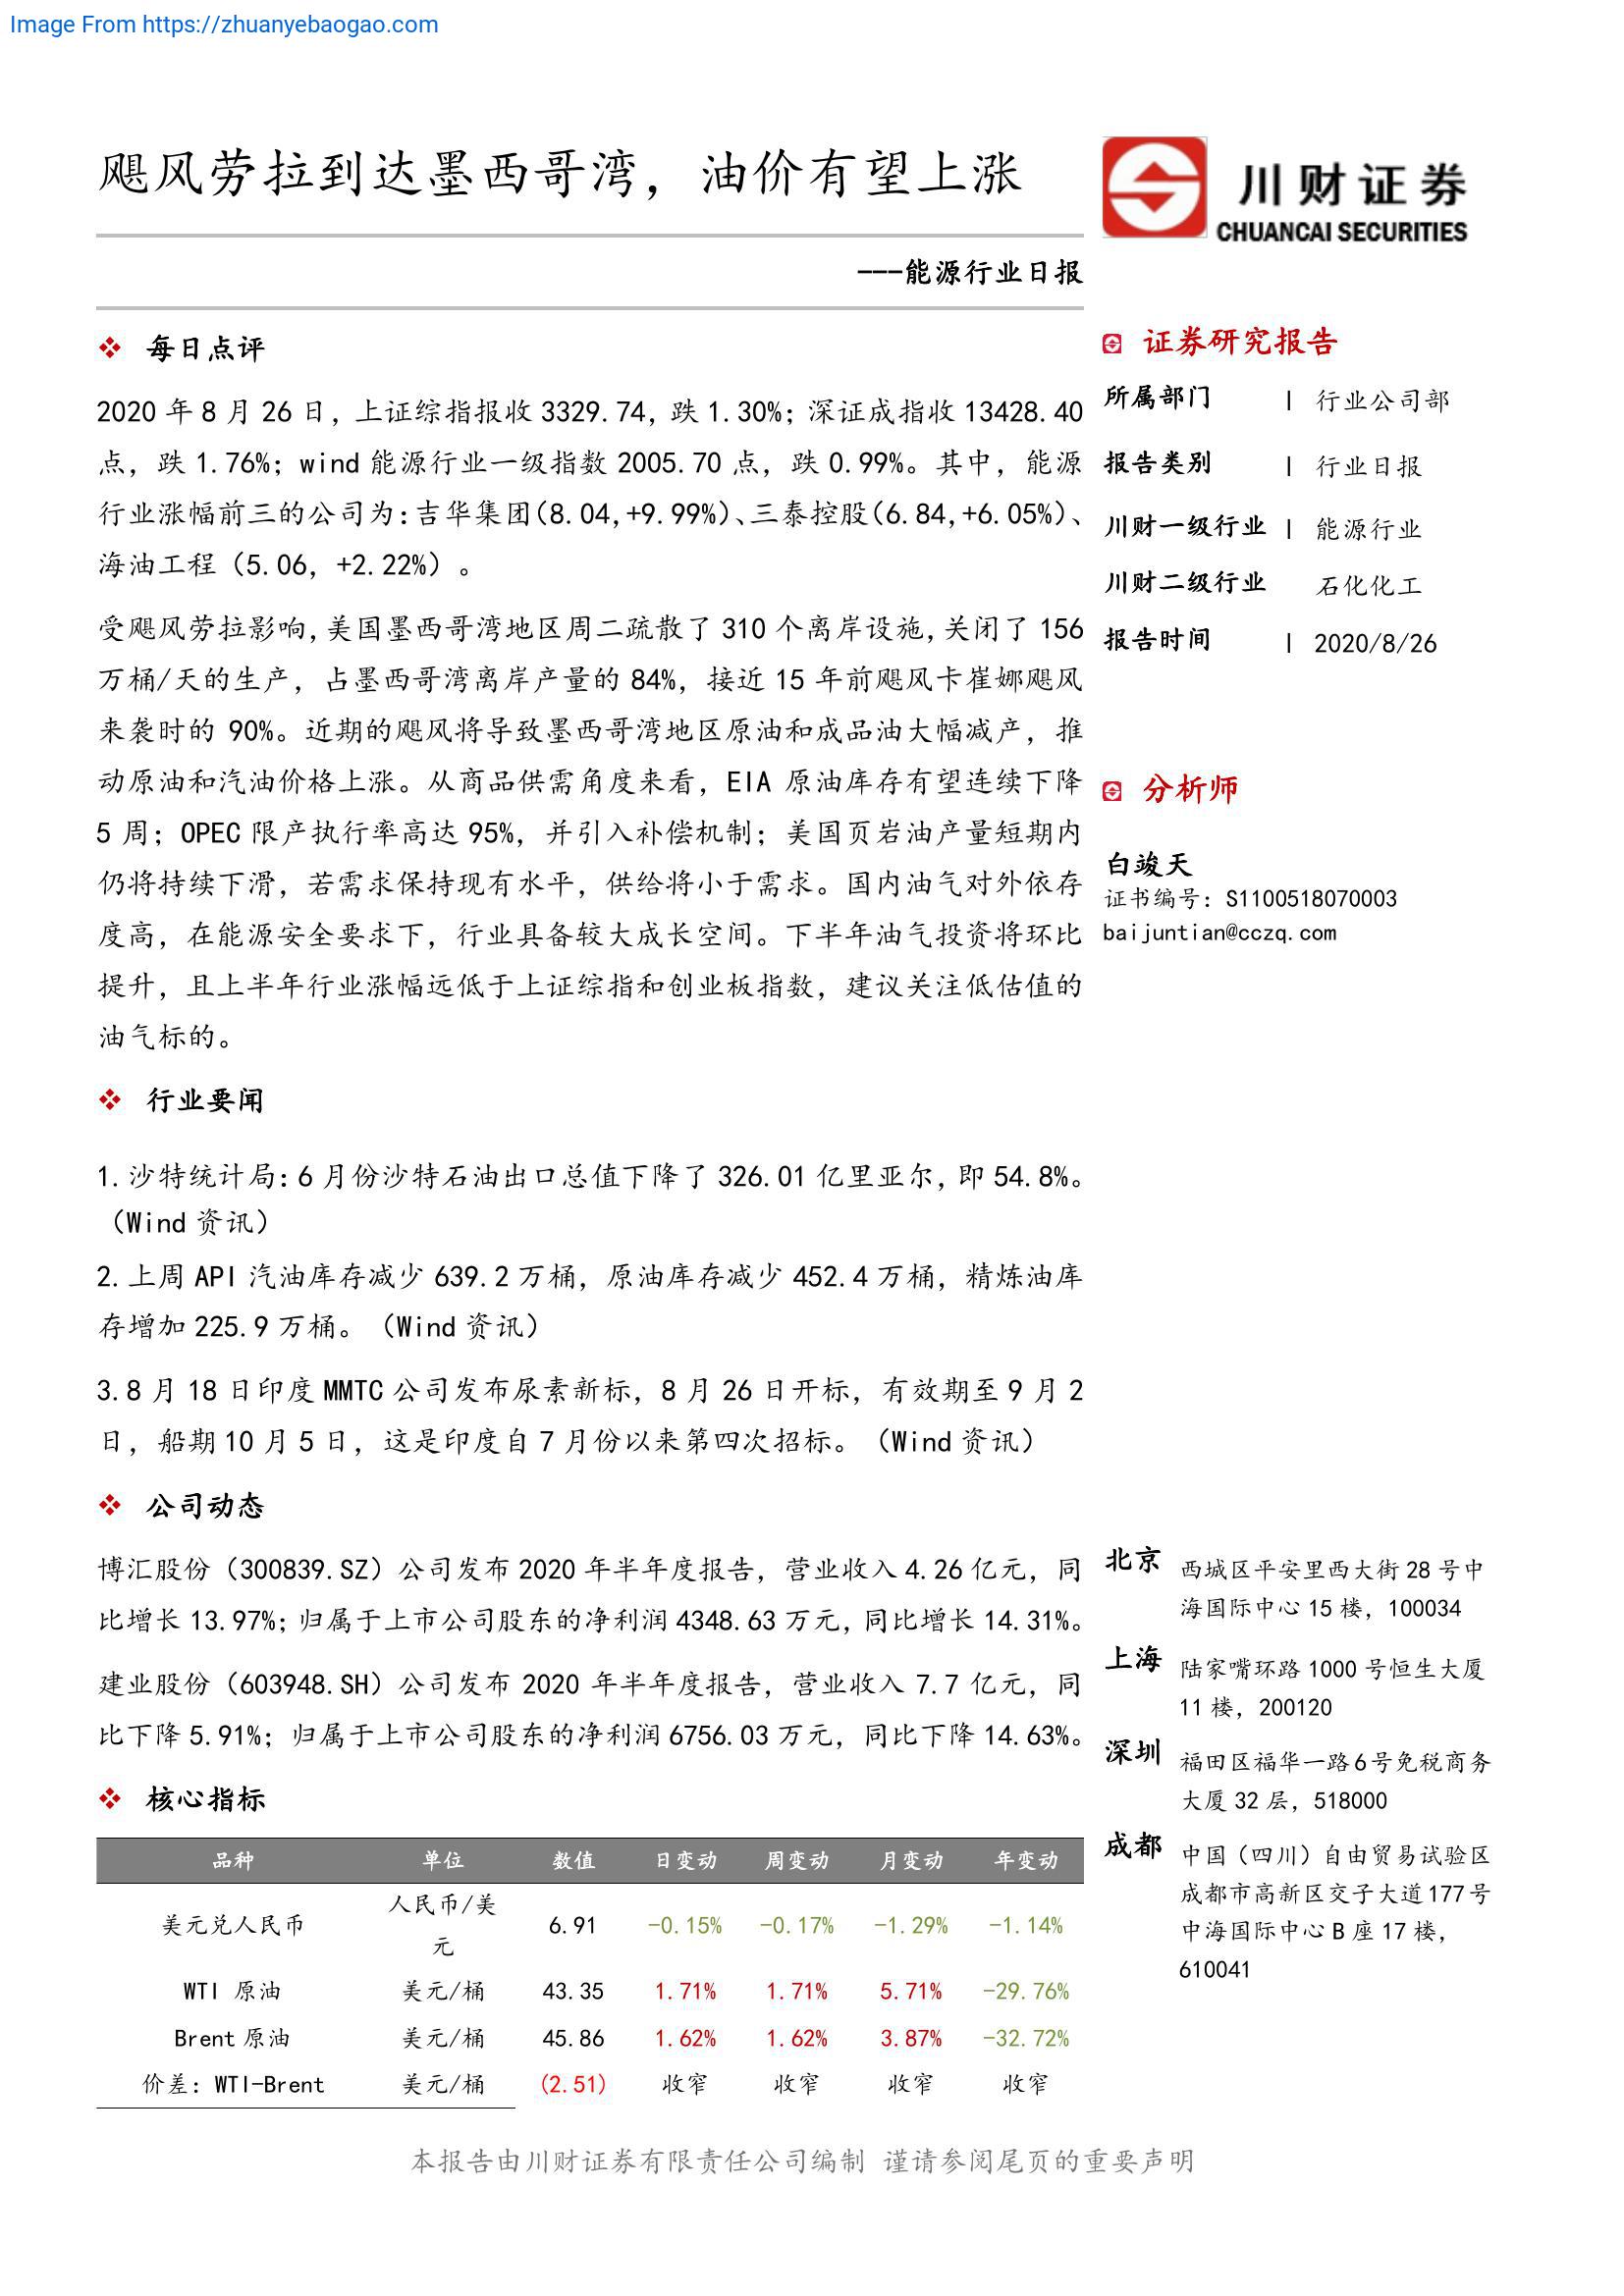 Image From https://zhuanyebaogao.com
飓风劳拉到达墨西哥湾，油价有望上涨
---能源行业日报
❖ 每日点评
2020 年 8 月 26 日，上证综指报收 3329.74，跌 1.30%；深证成指收 13428.40
点，跌 1.76%；wind 能源行业一级指数 2005.70 点，跌 0.99%。其中，能源
行业涨幅前三的公司为：吉华集团（8.04,+9.99%）、三泰控股（6.84,+6.05%）、
海油工程（5.06，+2.22%）。
受飓风劳拉影响，美国墨西哥湾地区周二疏散了 310 个离岸设施，关闭了 156
万桶/天的生产，占墨西哥湾离岸产量的 84%，接近 15 年前飓风卡崔娜飓风
来袭时的 90%。近期的飓风将导致墨西哥湾地区原油和成品油大幅减产，推
动原油和汽油价格上涨。从商品供需角度来看，EIA 原油库存有望连续下降
5 周；OPEC 限产执行率高达 95%，并引入补偿机制；美国页岩油产量短期内
仍将持续下滑，若需求保持现有水平，供给将小于需求。国内油气对外依存
度高，在能源安全要求下，行业具备较大成长空间。下半年油气投资将环比
提升，且上半年行业涨幅远低于上证综指和创业板指数，建议关注低估值的
油气标的。
❖ 行业要闻
1.沙特统计局：6 月份沙特石油出口总值下降了 326.01 亿里亚尔，即 54.8%。
（Wind 资讯）
2.上周 API 汽油库存减少 639.2 万桶，原油库存减少 452.4 万桶，精炼油库
存增加 225.9 万桶。（Wind 资讯）
3.8 月 18 日印度 MMTC 公司发布尿素新标，8 月 26 日开标，有效期至 9 月 2
日，船期 10 月 5 日，这是印度自 7 月份以来第四次招标。（Wind 资讯）
❖ 公司动态
博汇股份（300839.SZ）公司发布 2020 年半年度报告，营业收入 4.26 亿元，同
比增长 13.97%；归属于上市公司股东的净利润 4348.63 万元，同比增长 14.31%。
建业股份（603948.SH）公司发布 2020 年半年度报告，营业收入 7.7 亿元，同
比下降 5.91%；归属于上市公司股东的净利润 6756.03 万元，同比下降 14.63%。
❖ 核心指标
品种 单位 数值 日变动 周变动 月变动 年变动
美元兑人民币 人民币/美元 6.91 -0.15% -0.17% -1.29% -1.14%
WTI 原油 美元/桶 43.35 1.71% 1.71% 5.71% -29.76%
Brent 原油 美元/桶 45.86 1.62% 1.62% 3.87% -32.72%
价差：WTI-Brent 美元/桶 (2.51) 收窄 收窄 收窄 收窄
川财证券
CHUANCAI SECURITIES
证券研究报告
所属部门 | 行业公司部
报告类别 | 行业日报
川财一级行业 | 能源行业
川财二级行业 石化化工
报告时间 | 2020/8/26
分析师
白竣天
证书编号：S1100518070003
baijuntian@cczq.com
北京 西城区平安里西大街 28 号中
海国际中心 15 楼，100034
上海 陆家嘴环路 1000 号恒生大厦
11 楼，200120
深圳 福田区福华一路 6 号免税商务
大厦 32 层，518000
成都 中国（四川）自由贸易试验区
成都市高新区交子大道 177 号
中海国际中心 B 座 17 楼，
610041
本报告由川财证券有限责任公司编制 谨请参阅尾页的重要声明